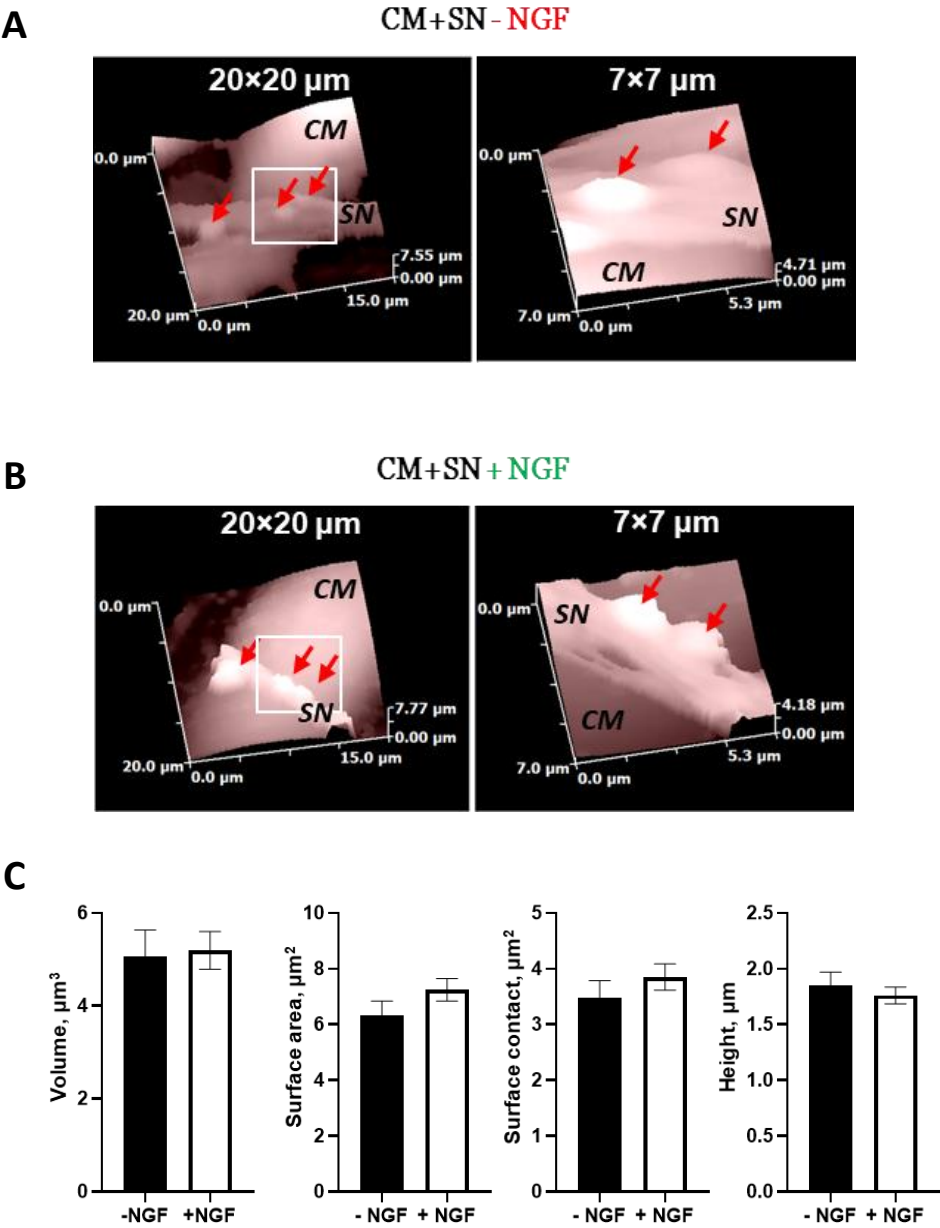 A
CM+SN- NGF
20×20 µm
7×7 µm
CM
SN
0.0 µm
7.55 µm
0.00 µm
15.0 µm
20.0 µm
0.0 µm
0.0 µm
SN
CM
4.71 µm
0.00 µm
5.3 µm
7.0 µm
0.0 µm
B
CM+SN+ NGF
20×20 µm
7×7 µm
CM
0.0 µm
SN
7.77 µm
0.00 µm
15.0 µm
20.0 µm
0.0 µm
0.0 µm
SN
CM
4.18 µm
0.00 µm
5.3 µm
7.0 µm
0.0 µm
C
Volume, µm³
6
4
2
0
-NGF +NGF
Surface area, µm²
10
8
6
4
2
0
- NGF + NGF
Surface contact, µm²
5
4
3
2
1
0
- NGF + NGF
Height, µm
2.5
2.0
1.5
1.0
0.5
0.0
- NGF + NGF